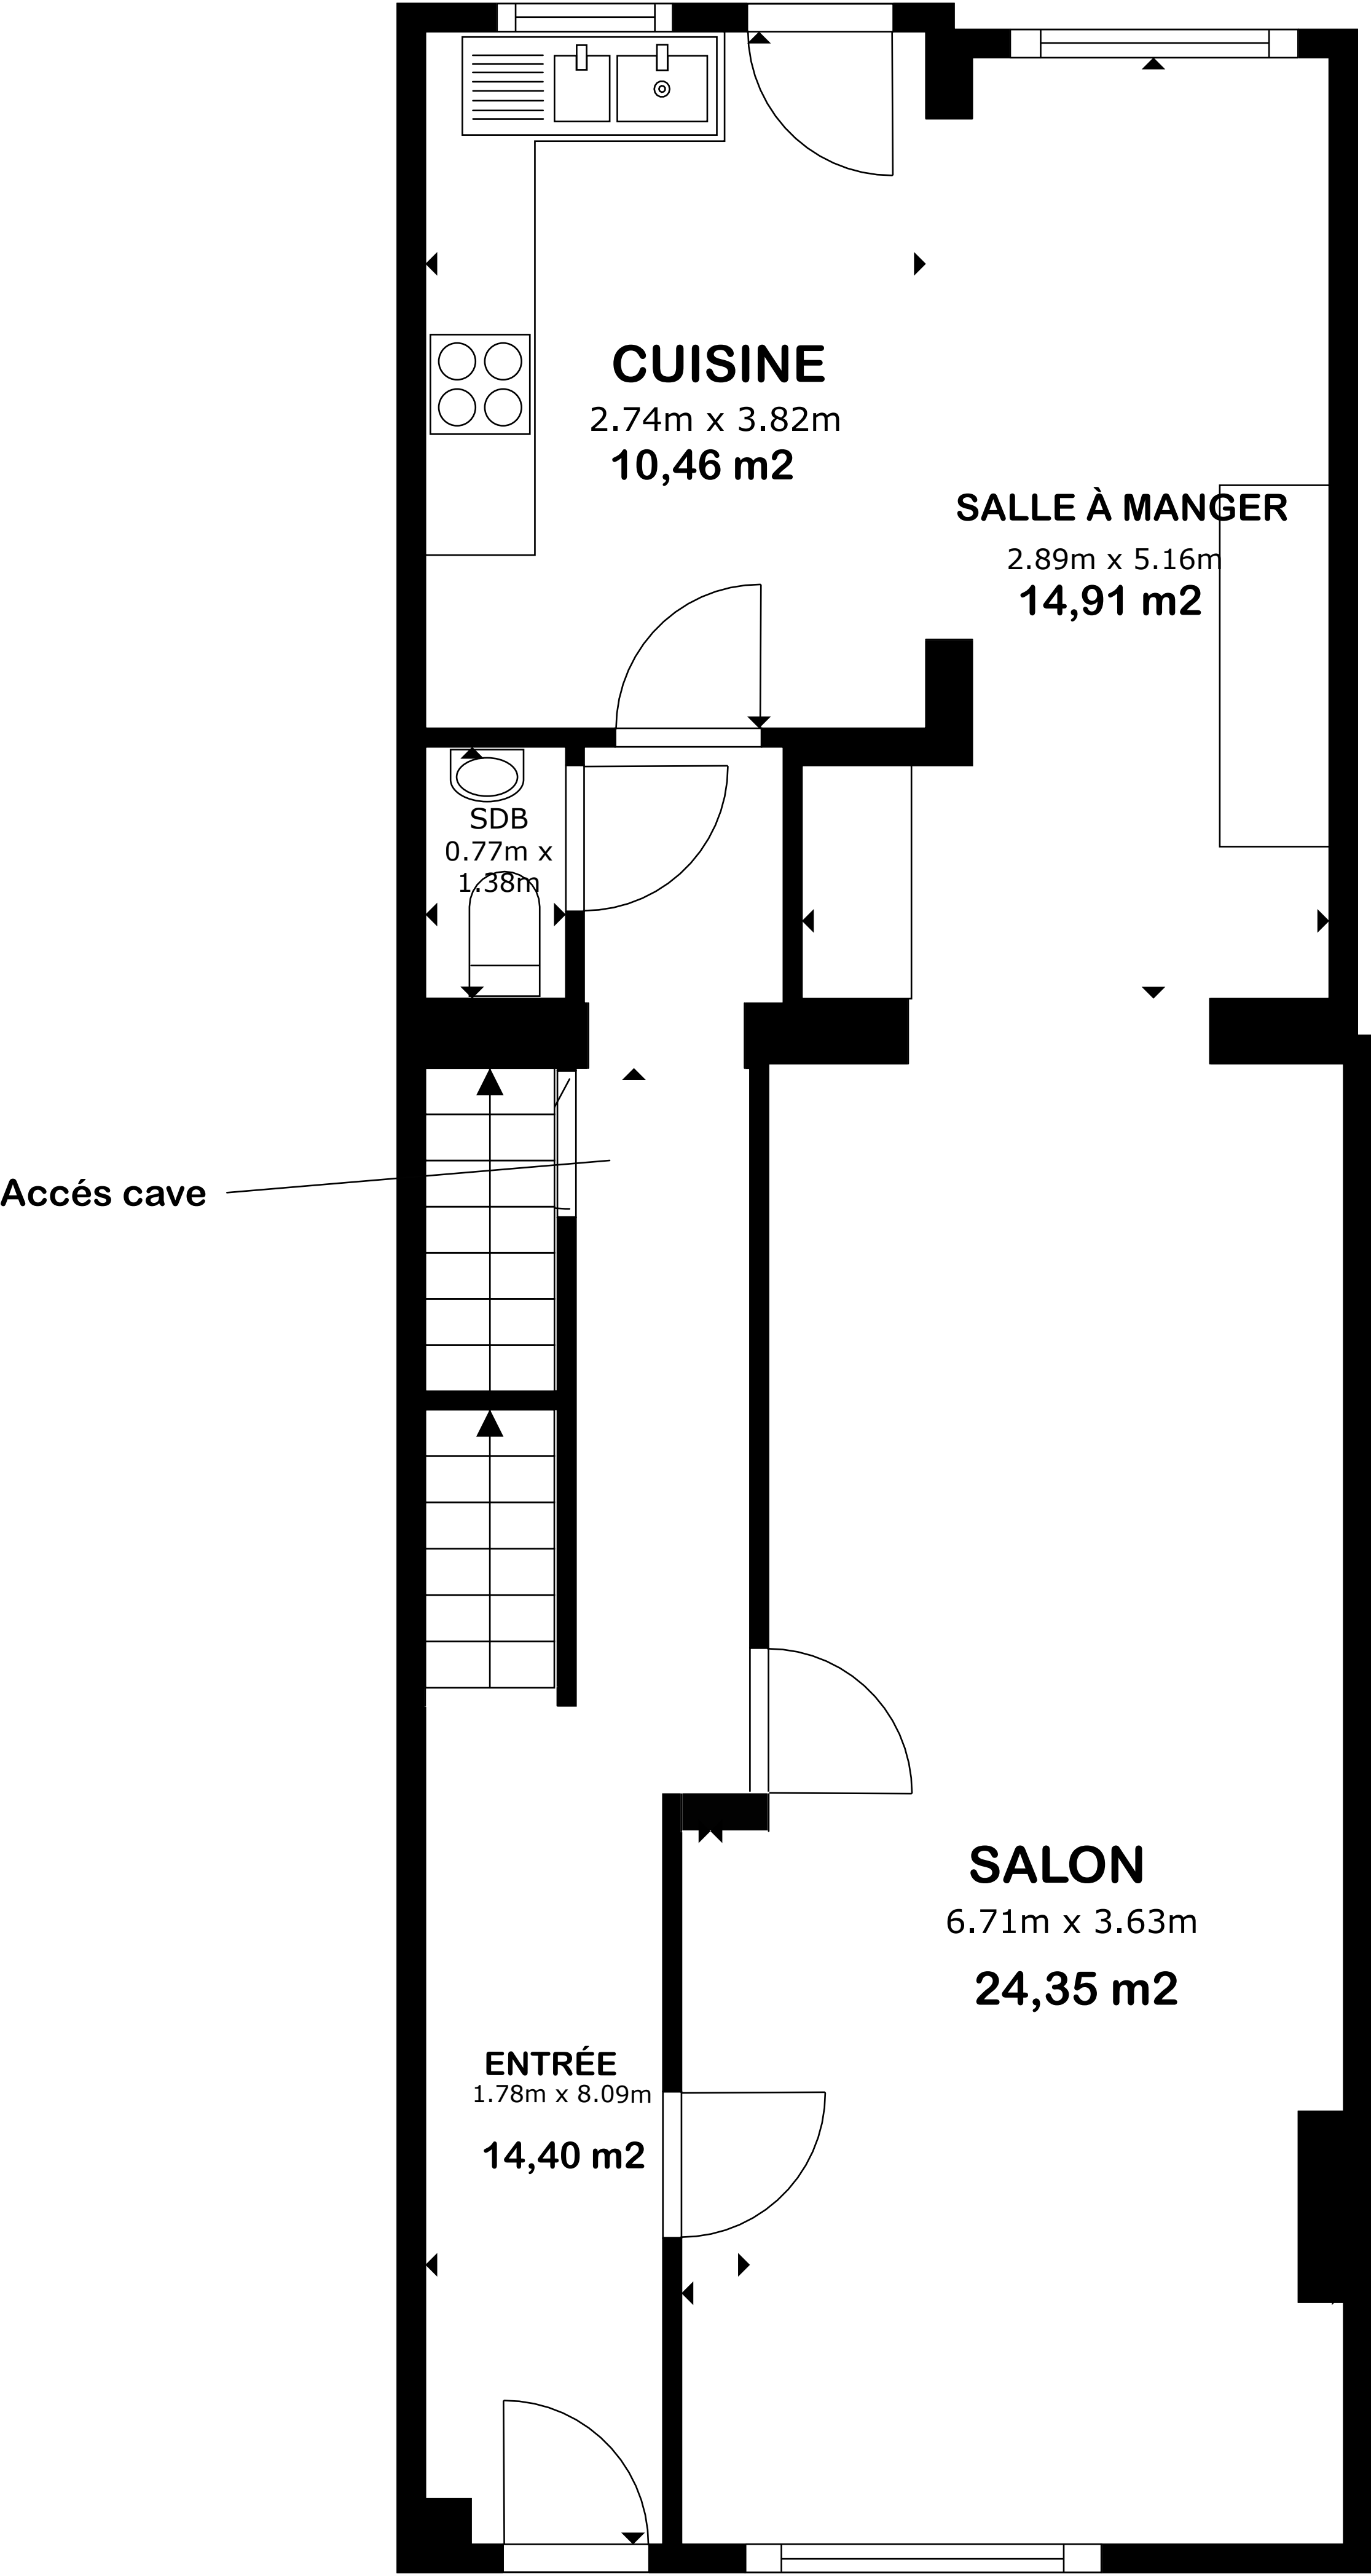 CUISINE
2.74m x 3.82m
10,46 m2
SALLE À MANGER
2.89m x 5.16m
14,91 m2
SDB
0.77m x
1.38m
Accés cave
SALON
6.71m x 3.63m
24,35 m2
ENTRÉE
1.78m x 8.09m
14,40 m2